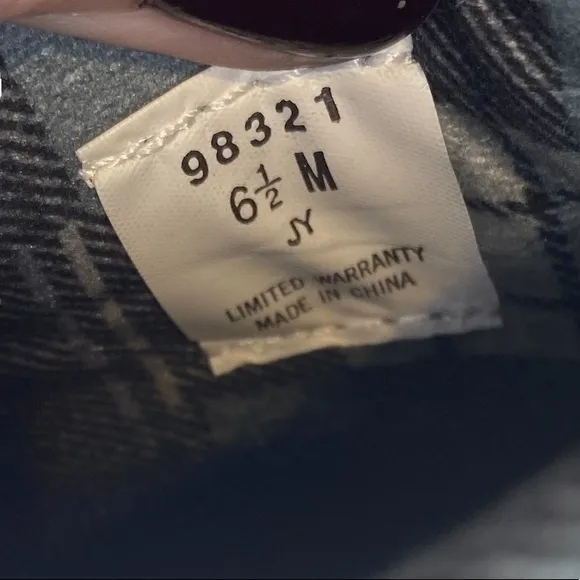 98321
6½ M
JY
LIMITED WARRANTY
MADE IN CHINA